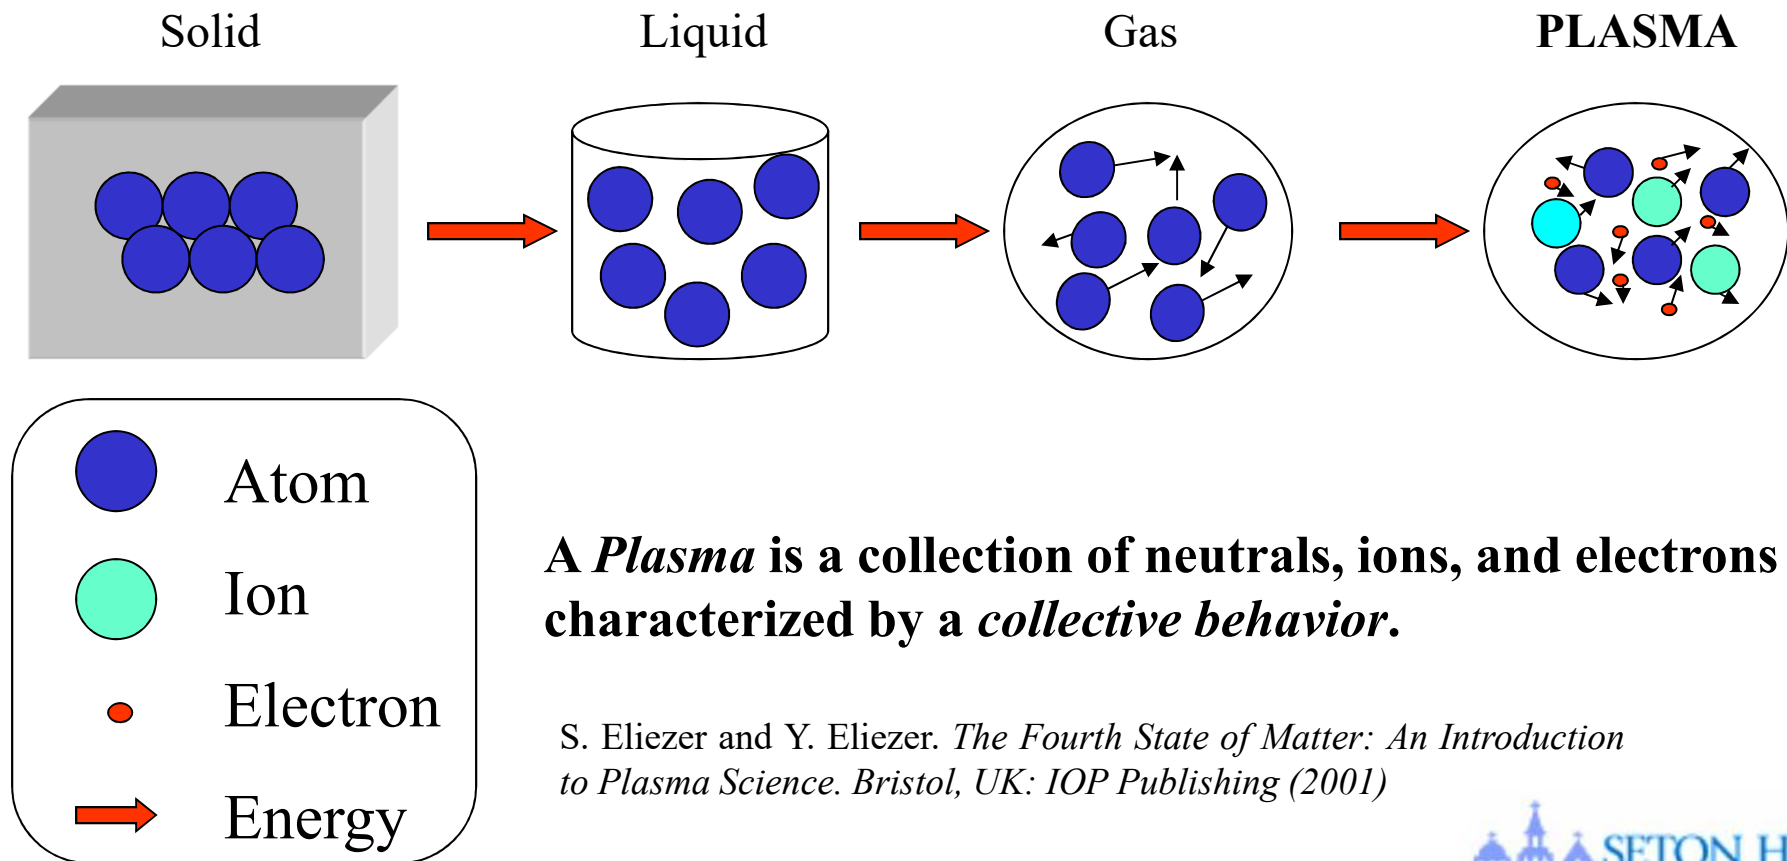 Solid
Liquid
Gas
PLASMA
Atom
Ion
Electron
Energy
A Plasma is a collection of neutrals, ions, and electrons
characterized by a collective behavior.
S. Eliezer and Y. Eliezer. The Fourth State of Matter: An Introduction
to Plasma Science. Bristol, UK: IOP Publishing (2001)
SETON